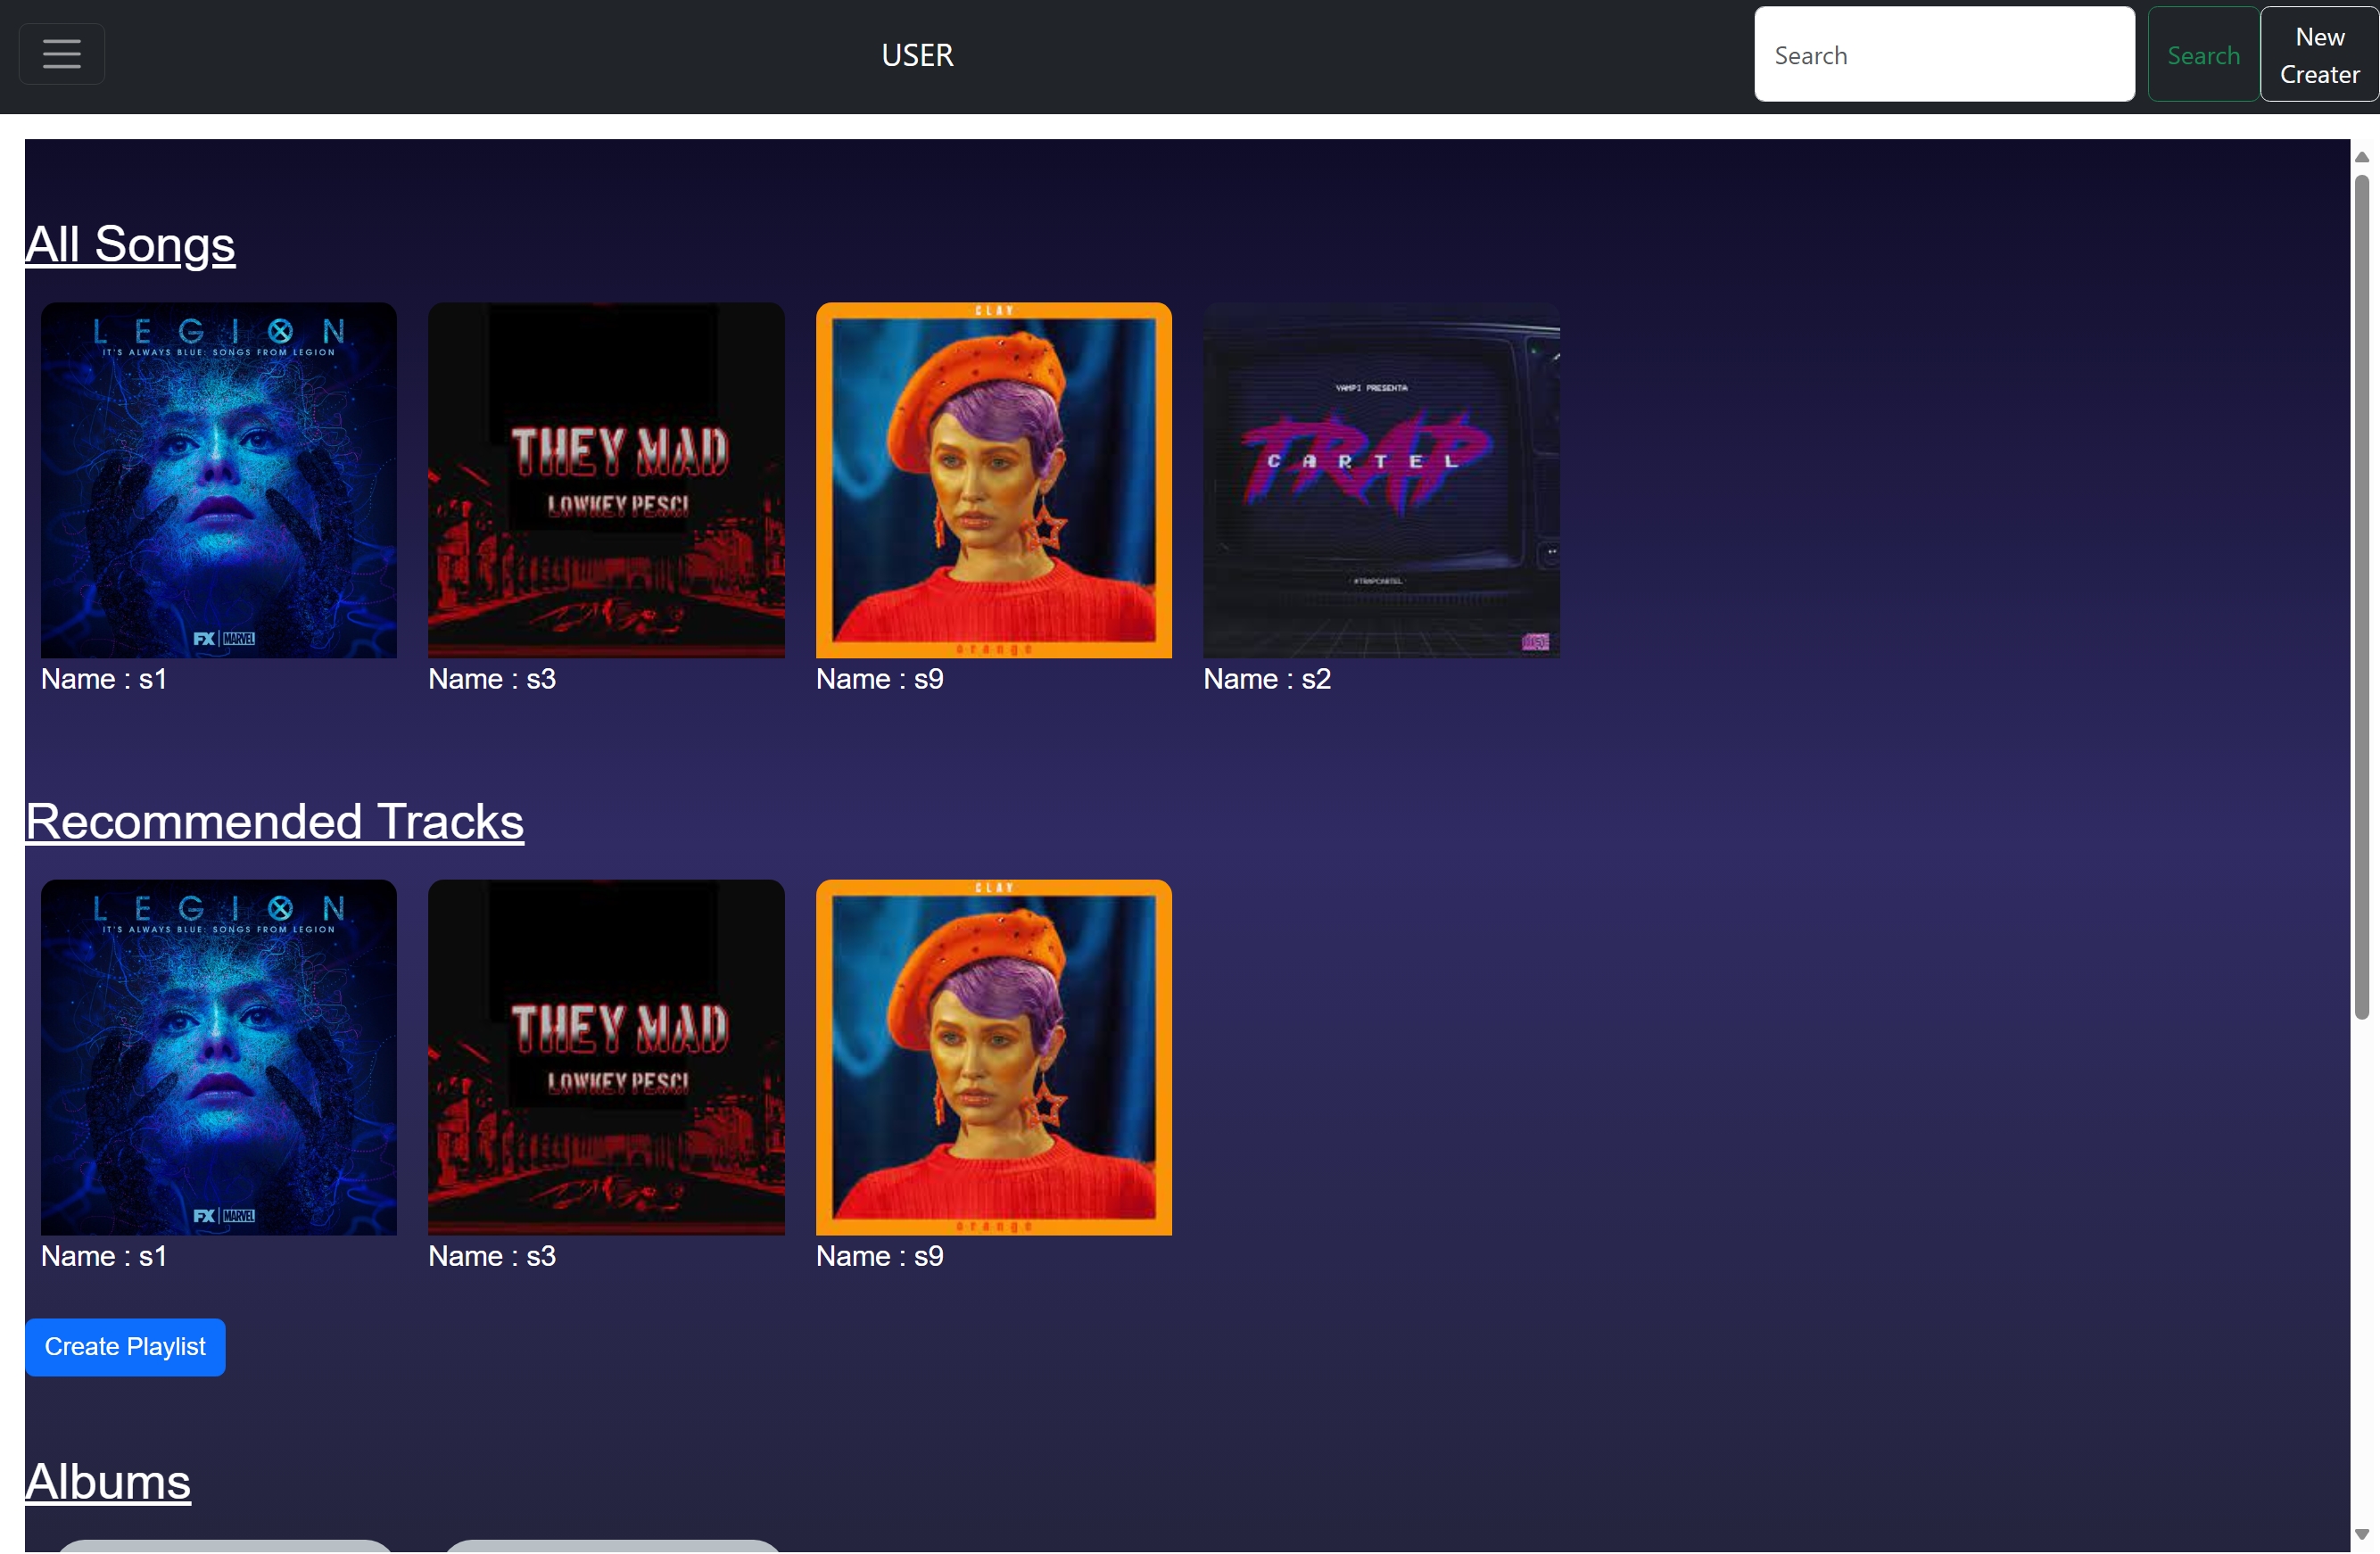 USER
Search
Search
New
Creater
All Songs
LEGION
IT'S ALWAYS BLUE: SONGS FROM LEGION
FX | MARVEL
Name : s1
THEY MAD
LOWKEY PESCI
Name : s3
CLAY
orange
Name : s9
YAMPI PRESENTA
TRAP
CARTEL
#TRAPCARTEL
Name : s2
Recommended Tracks
LEGION
IT'S ALWAYS BLUE: SONGS FROM LEGION
FX | MARVEL
Name : s1
THEY MAD
LOWKEY PESCI
Name : s3
CLAY
orange
Name : s9
Create Playlist
Albums